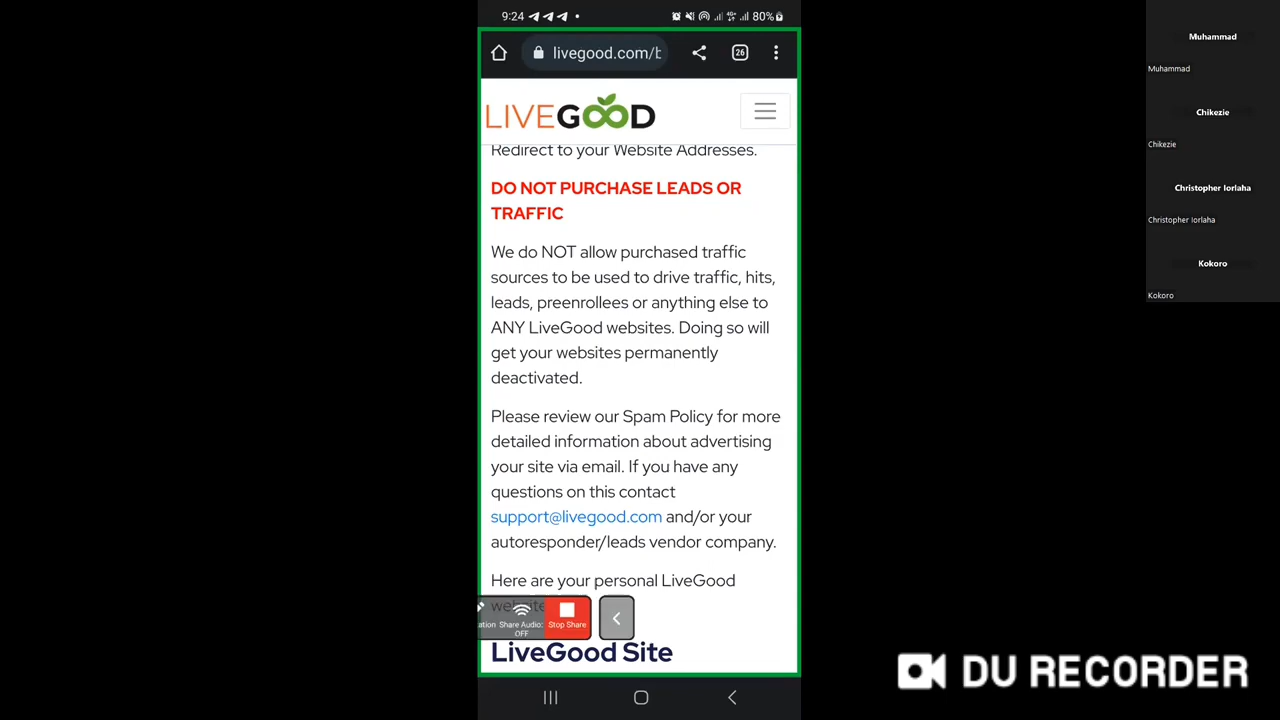 9:24
80%
livegood.com/b
26
LIVEGOOD
Redirect to your Website Addresses.
DO NOT PURCHASE LEADS OR
TRAFFIC
We do NOT allow purchased traffic
sources to be used to drive traffic, hits,
leads, preenrollees or anything else to
ANY LiveGood websites. Doing so will
get your websites permanently
deactivated.
Please review our Spam Policy for more
detailed information about advertising
your site via email. If you have any
questions on this contact
support@livegood.com and/or your
autoresponder/leads vendor company.
Here are your personal LiveGood
website
ation Share Audio: OFF
Stop Share
LiveGood Site
Muhammad
Muhammad
Chikezie
Chikezie
Christopher Iorlaha
Christopher Iorlaha
Kokoro
Kokoro
DU RECORDER